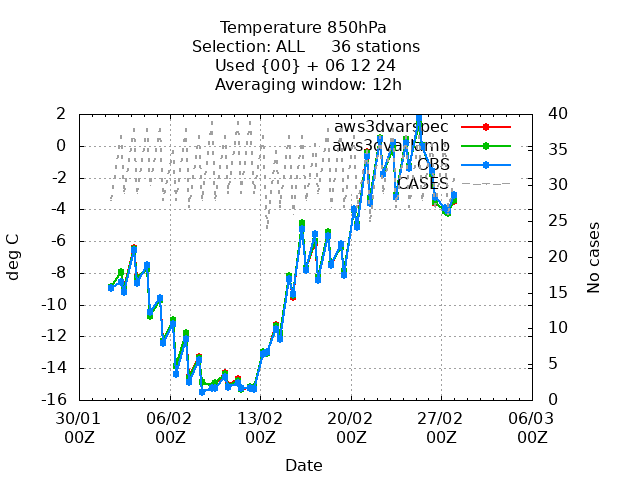 Temperature 850hPa
Selection: ALL 36 stations
Used {00} + 06 12 24
Averaging window: 12h
aws3dvarspec
aws3dvarlamb
OBS
CASES
2
0
-2
-4
-6
-8
-10
-12
-14
-16
deg C
40
35
30
25
20
15
10
5
0
No cases
30/01 06/02 13/02 20/02 27/02 06/03
00Z 00Z 00Z 00Z 00Z 00Z
Date